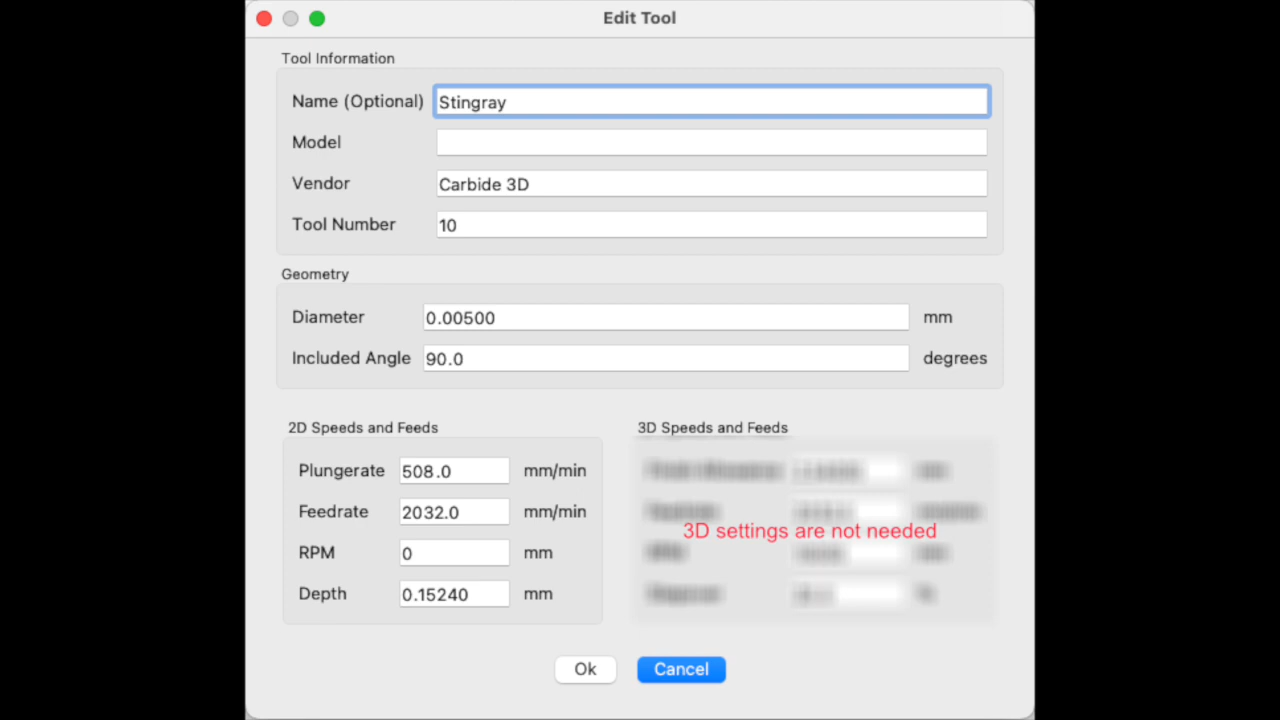 Edit Tool
Tool Information
Name (Optional) Stingray
Model
Vendor Carbide 3D
Tool Number 10
Geometry
Diameter 0.00500 mm
Included Angle 90.0 degrees
2D Speeds and Feeds
Plungerate 508.0 mm/min
Feedrate 2032.0 mm/min
RPM 0 mm
Depth 0.15240 mm
3D Speeds and Feeds
3D settings are not needed
Ok Cancel